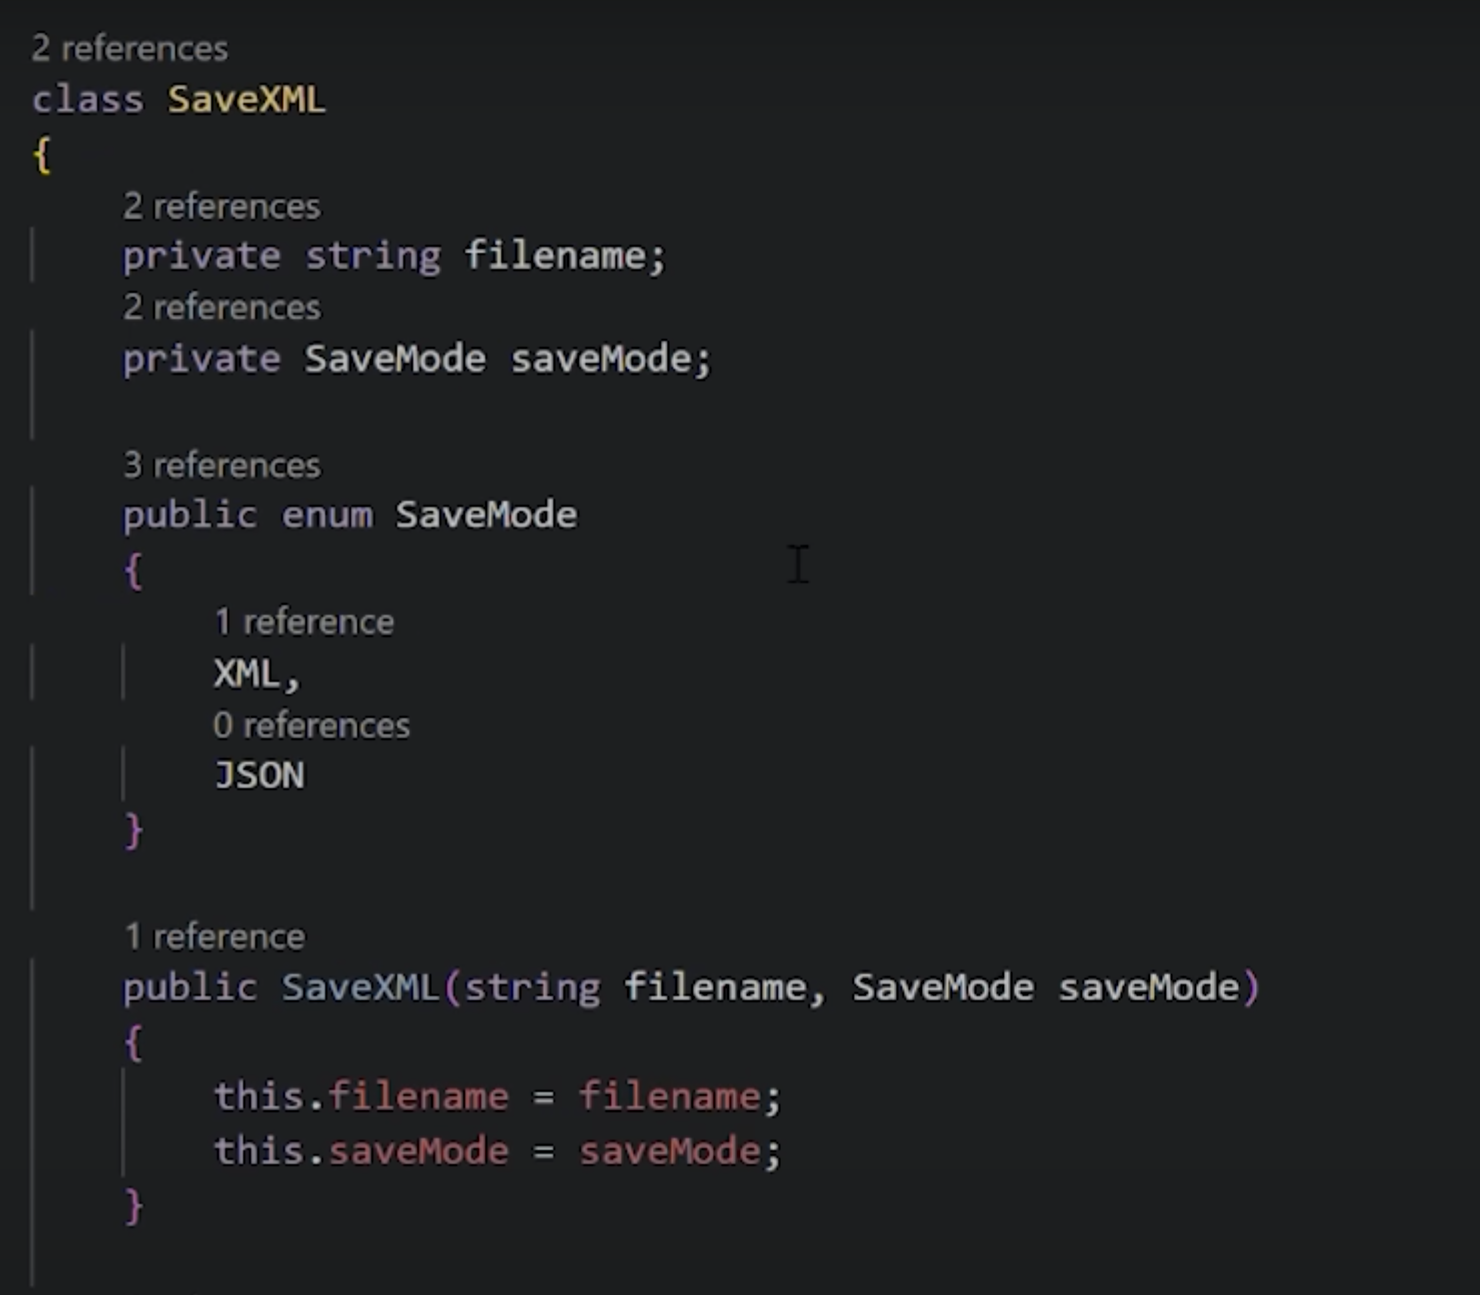 2 references
class SaveXML
{
2 references
private string filename;
2 references
private SaveMode saveMode;
3 references
public enum SaveMode
{
1 reference
XML,
0 references
JSON
}
1 reference
public SaveXML(string filename, SaveMode saveMode)
{
this.filename = filename;
this.saveMode = saveMode;
}